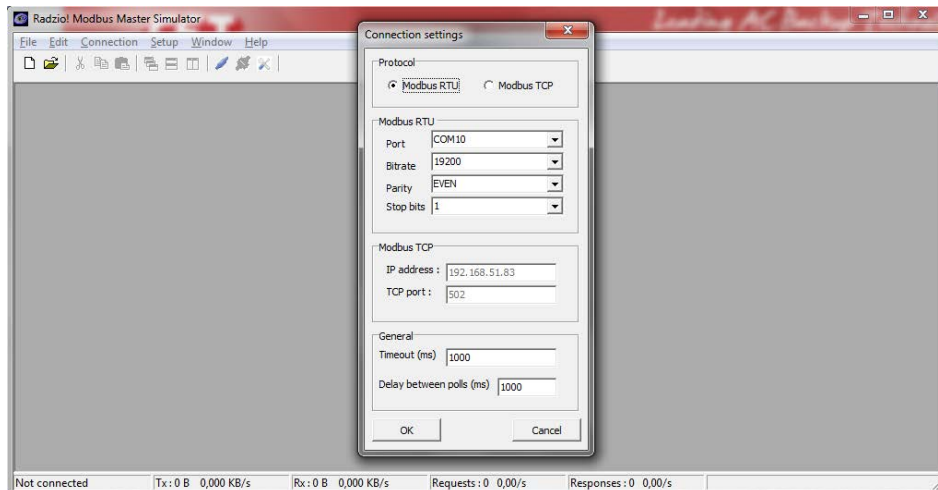 Radzio! Modbus Master Simulator
Leading AC
File Edit Connection Setup Window Help
Connection settings
Protocol
Modbus RTU Modbus TCP
Modbus RTU
Port COM10
Bitrate 19200
Parity EVEN
Stop bits 1
Modbus TCP
IP address : 192.168.51.83
TCP port : 502
General
Timeout (ms) 1000
Delay between polls (ms) 1000
OK Cancel
Not connected Tx : 0 B 0,000 KB/s Rx : 0 B 0,000 KB/s Requests : 0 0,00/s Responses : 0 0,00/s